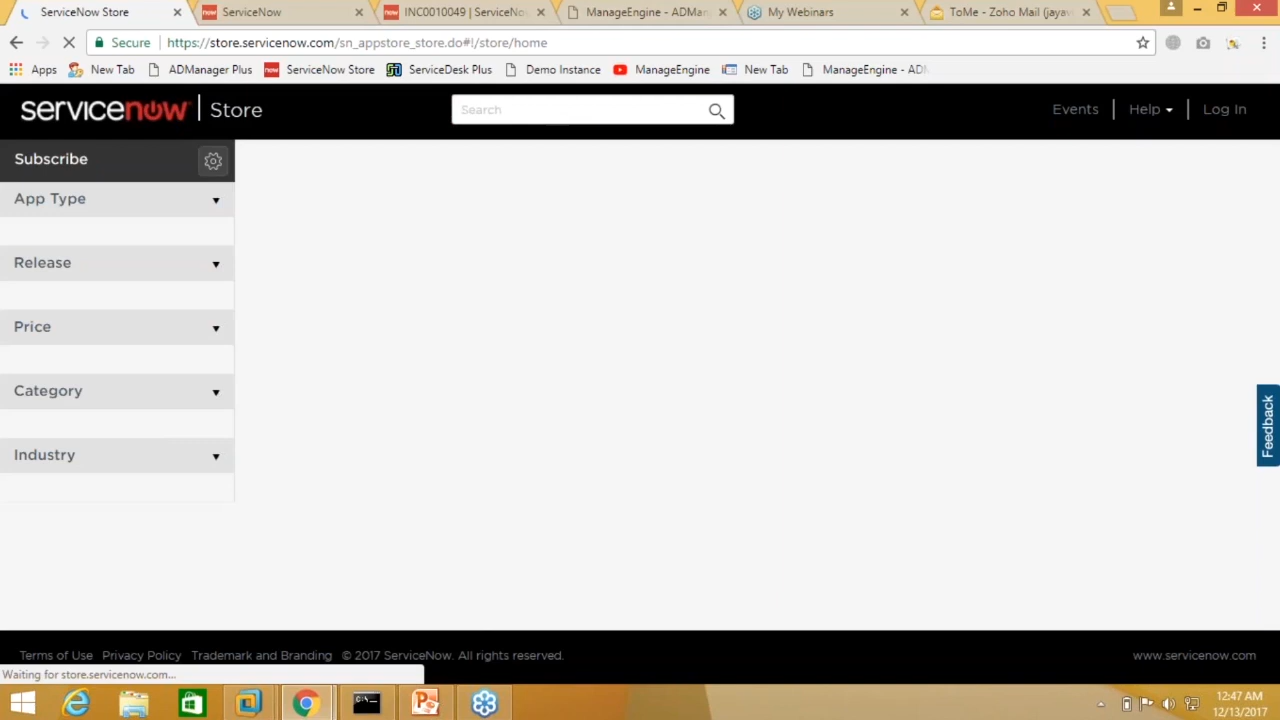 ServiceNow Store
ServiceNow
INC0010049 | ServiceNo
ManageEngine - ADMan
My Webinars
ToMe - Zoho Mail (jayav
Secure
https://store.servicenow.com/sn_appstore_store.do#!/store/home
Apps
New Tab
ADManager Plus
now
ServiceNow Store
ServiceDesk Plus
Demo Instance
ManageEngine
New Tab
ManageEngine - ADM
servicenow | Store
Search
Events
Help
Log In
Subscribe
App Type
Release
Price
Category
Industry
Feedback
Terms of Use Privacy Policy Trademark and Branding © 2017 ServiceNow. All rights reserved.
www.servicenow.com
Waiting for store.servicenow.com...
12:47 AM
12/13/2017